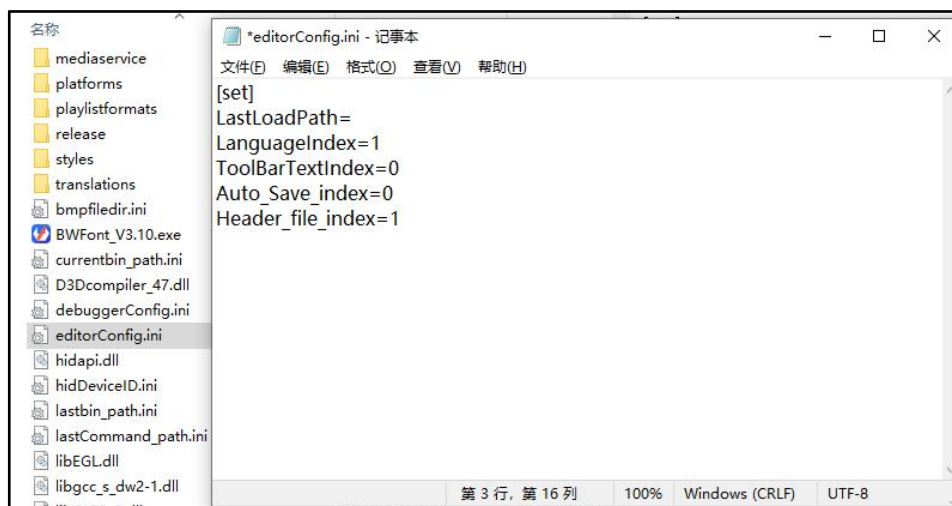 名称
mediaservice
platforms
playlistformats
release
styles
translations
bmpfiledir.ini
BWFont_V3.10.exe
currentbin_path.ini
D3Dcompiler_47.dll
debuggerConfig.ini
editorConfig.ini
hidapi.dll
hidDeviceID.ini
lastbin_path.ini
lastCommand_path.ini
libEGL.dll
libgcc_s_dw2-1.dll
*editorConfig.ini - 记事本
文件(F) 编辑(E) 格式(O) 查看(V) 帮助(H)
[set]
LastLoadPath=
LanguageIndex=1
ToolBarTextIndex=0
Auto_Save_index=0
Header_file_index=1
第 3 行，第 16 列 100% Windows (CRLF) UTF-8